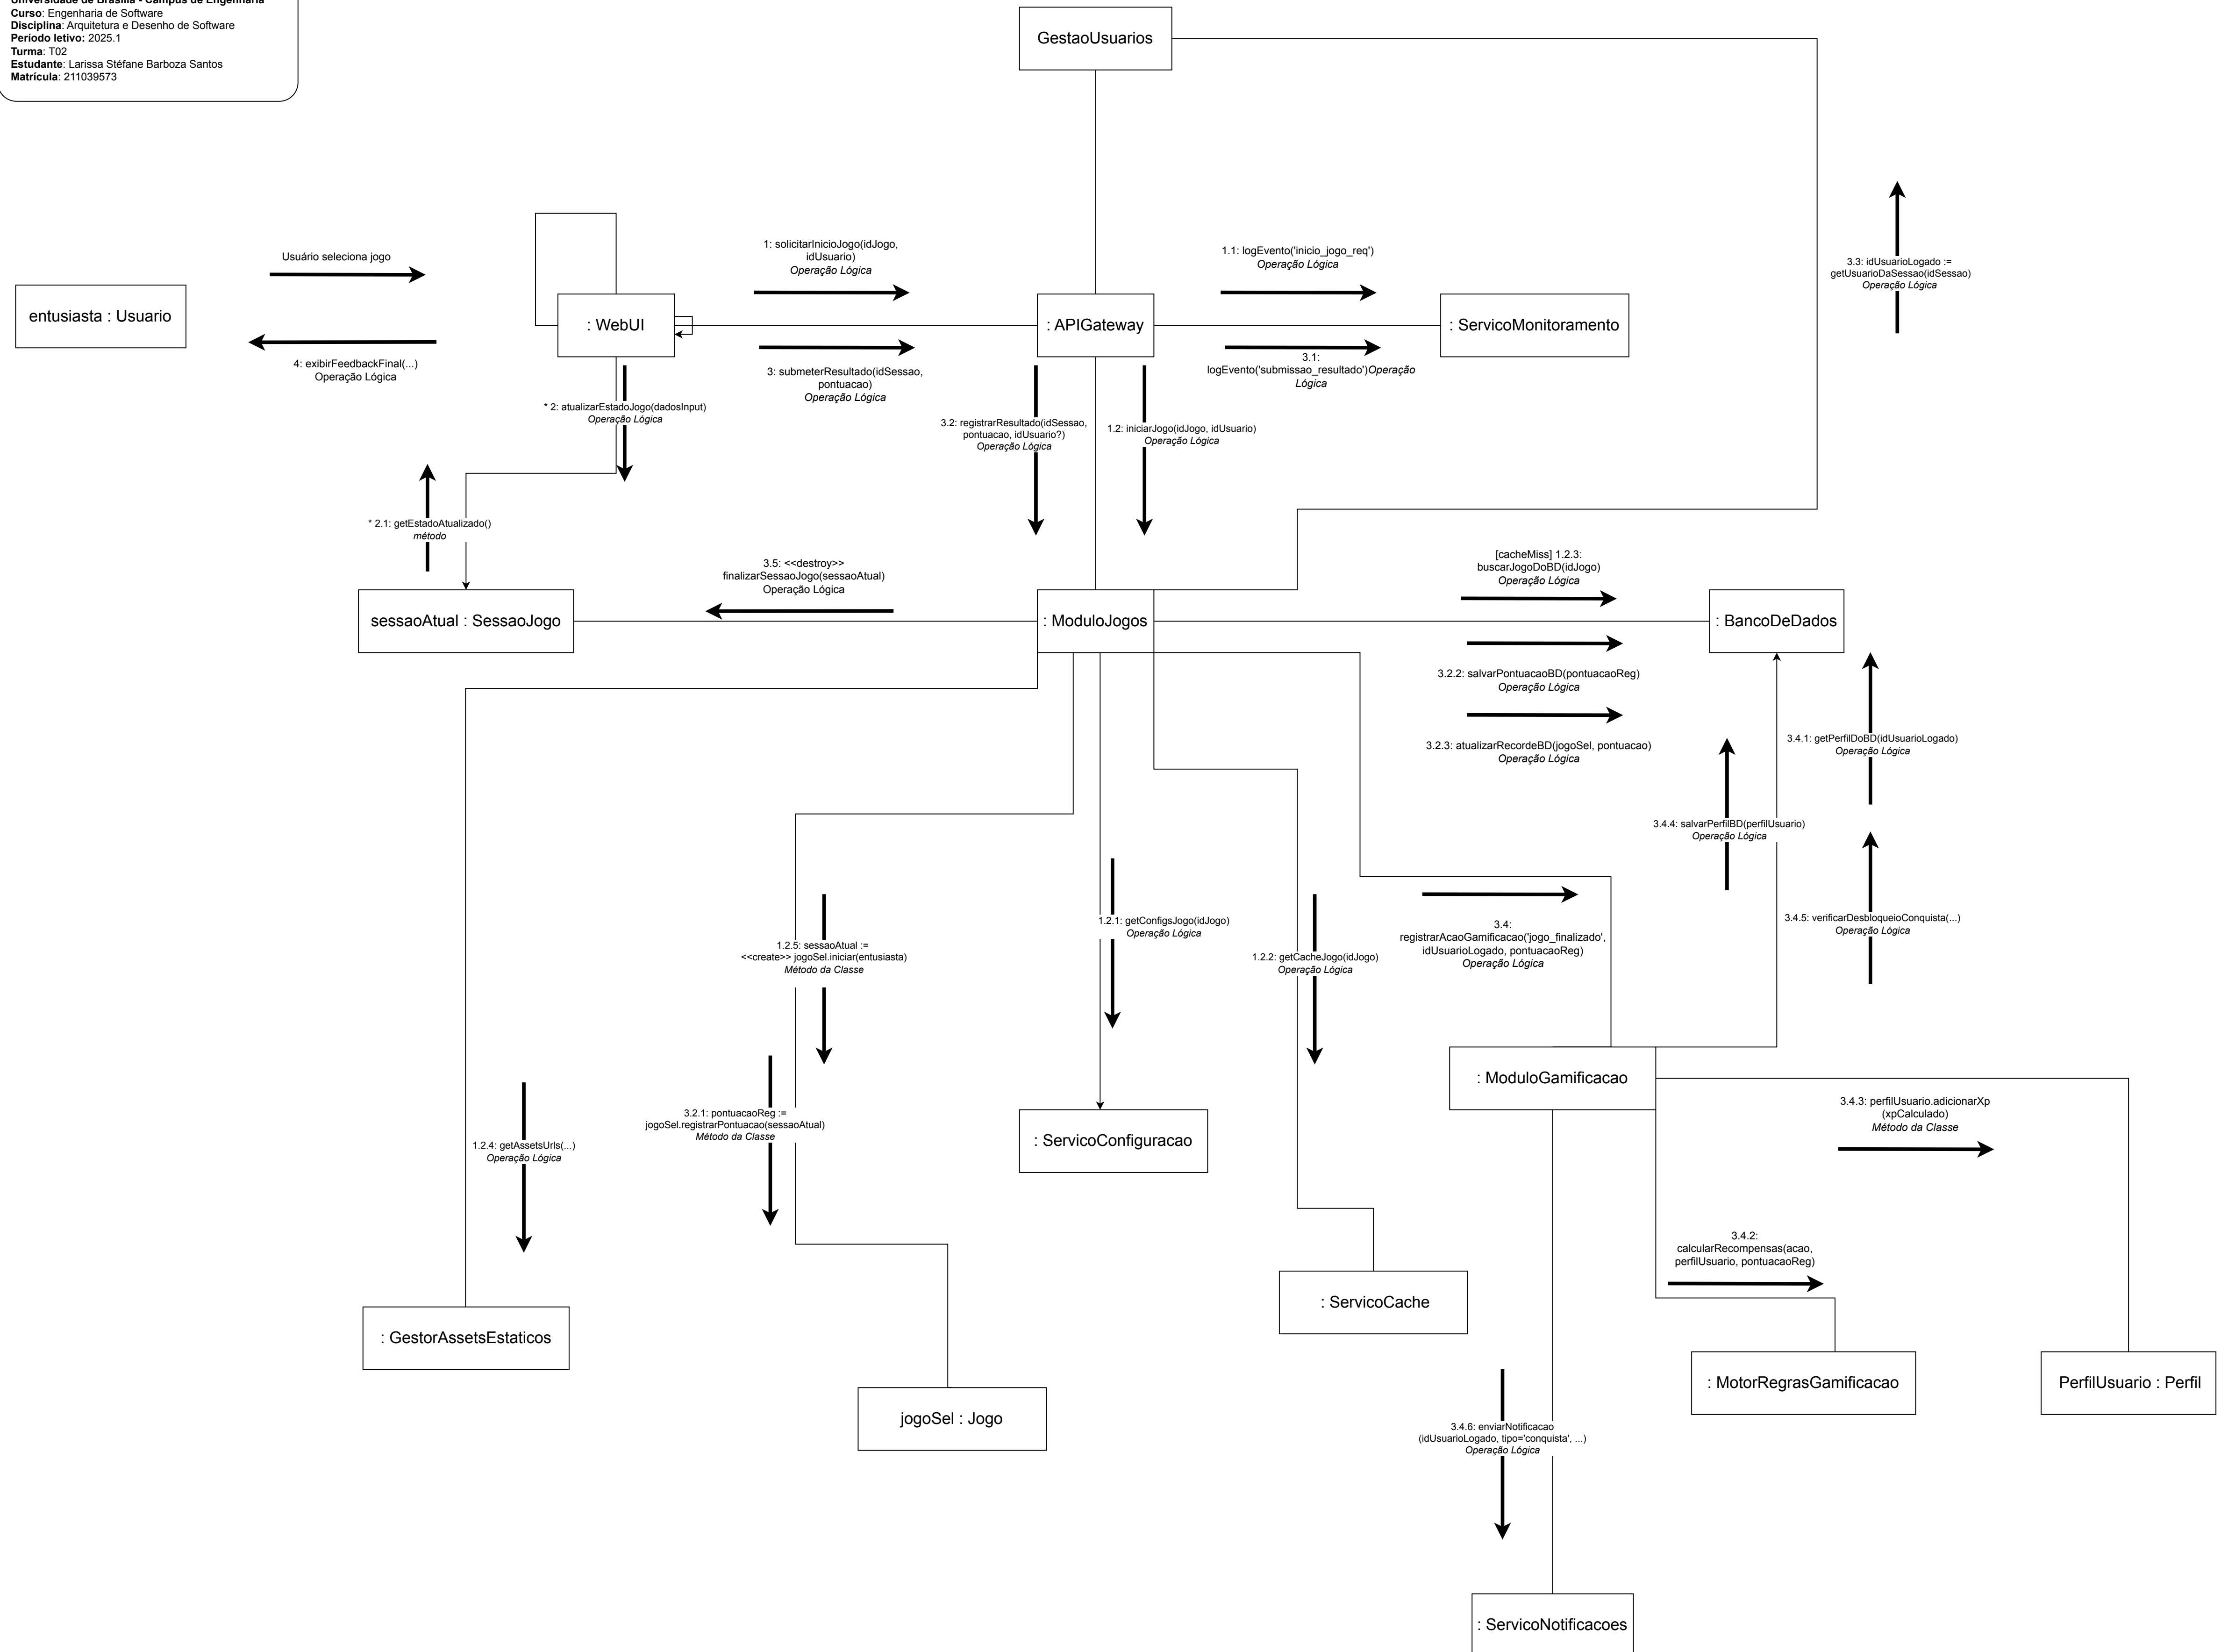 Universidade de Brasília - Campus de Engenharia
Curso: Engenharia de Software
Disciplina: Arquitetura e Desenho de Software
Período letivo: 2025.1
Turma: T02
Estudante: Larissa Stéfane Barboza Santos
Matrícula: 211039573
GestaoUsuarios
Usuário seleciona jogo
1: solicitarInicioJogo(idJogo,
idUsuario)
Operação Lógica
1.1: logEvento('inicio_jogo_req')
Operação Lógica
3.3: idUsuarioLogado :=
getUsuarioDaSessao(idSessao)
Operação Lógica
entusiasta : Usuario
: WebUI
: APIGateway
: ServicoMonitoramento
4: exibirFeedbackFinal(...)
Operação Lógica
3: submeterResultado(idSessao,
pontuacao)
Operação Lógica
3.1:
logEvento('submissao_resultado')Operação
Lógica
* 2: atualizarEstadoJogo(dadosInput)
Operação Lógica
3.2: registrarResultado(idSessao,
pontuacao, idUsuario?)
Operação Lógica
1.2: iniciarJogo(idJogo, idUsuario)
Operação Lógica
* 2.1: getEstadoAtualizado()
método
3.5: <<destroy>>
finalizarSessaoJogo(sessaoAtual)
Operação Lógica
[cacheMiss] 1.2.3:
buscarJogoDoBD(idJogo)
Operação Lógica
sessaoAtual : SessaoJogo
: ModuloJogos
: BancoDeDados
3.2.2: salvarPontuacaoBD(pontuacaoReg)
Operação Lógica
3.2.3: atualizarRecordeBD(jogoSel, pontuacao)
Operação Lógica
3.4.1: getPerfilDoBD(idUsuarioLogado)
Operação Lógica
3.4.4: salvarPerfilBD(perfilUsuario)
Operação Lógica
3.4.5: verificarDesbloqueioConquista(...)
Operação Lógica
1.2.5: sessaoAtual :=
<<create>> jogoSel.iniciar(entusiasta)
Método da Classe
1.2.1: getConfigsJogo(idJogo)
Operação Lógica
1.2.2: getCacheJogo(idJogo)
Operação Lógica
3.4:
registrarAcaoGamificacao('jogo_finalizado',
idUsuarioLogado, pontuacaoReg)
Operação Lógica
: ModuloGamificacao
3.4.3: perfilUsuario.adicionarXp
(xpCalculado)
Método da Classe
3.2.1: pontuacaoReg :=
jogoSel.registrarPontuacao(sessaoAtual)
Método da Classe
1.2.4: getAssetsUrls(...)
Operação Lógica
: ServicoConfiguracao
3.4.2:
calcularRecompensas(acao,
perfilUsuario, pontuacaoReg)
: ServicoCache
: GestorAssetsEstaticos
: MotorRegrasGamificacao
PerfilUsuario : Perfil
jogoSel : Jogo
3.4.6: enviarNotificacao
(idUsuarioLogado, tipo='conquista', ...)
Operação Lógica
: ServicoNotificacoes